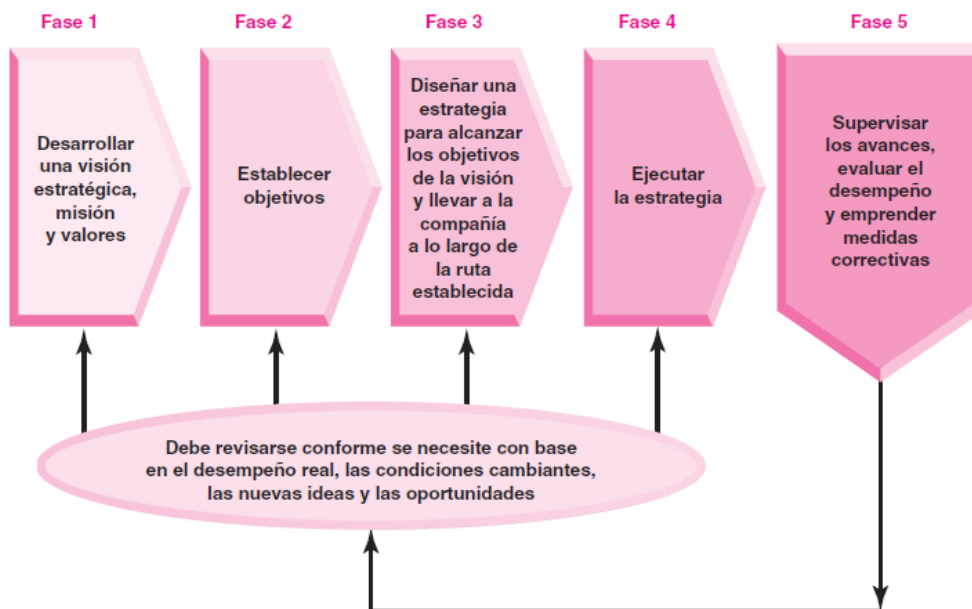 Fase 1
Fase 2
Fase 3
Fase 4
Fase 5
Desarrollar
una visión
estratégica,
misión
y valores
Establecer
objetivos
Diseñar una
estrategia
para alcanzar
los objetivos
de la visión
y llevar a la
compañía
a lo largo de
la ruta
establecida
Ejecutar
la estrategia
Supervisar
los avances,
evaluar el
desempeño
y emprender
medidas
correctivas
Debe revisarse conforme se necesite con base
en el desempeño real, las condiciones cambiantes,
las nuevas ideas y las oportunidades